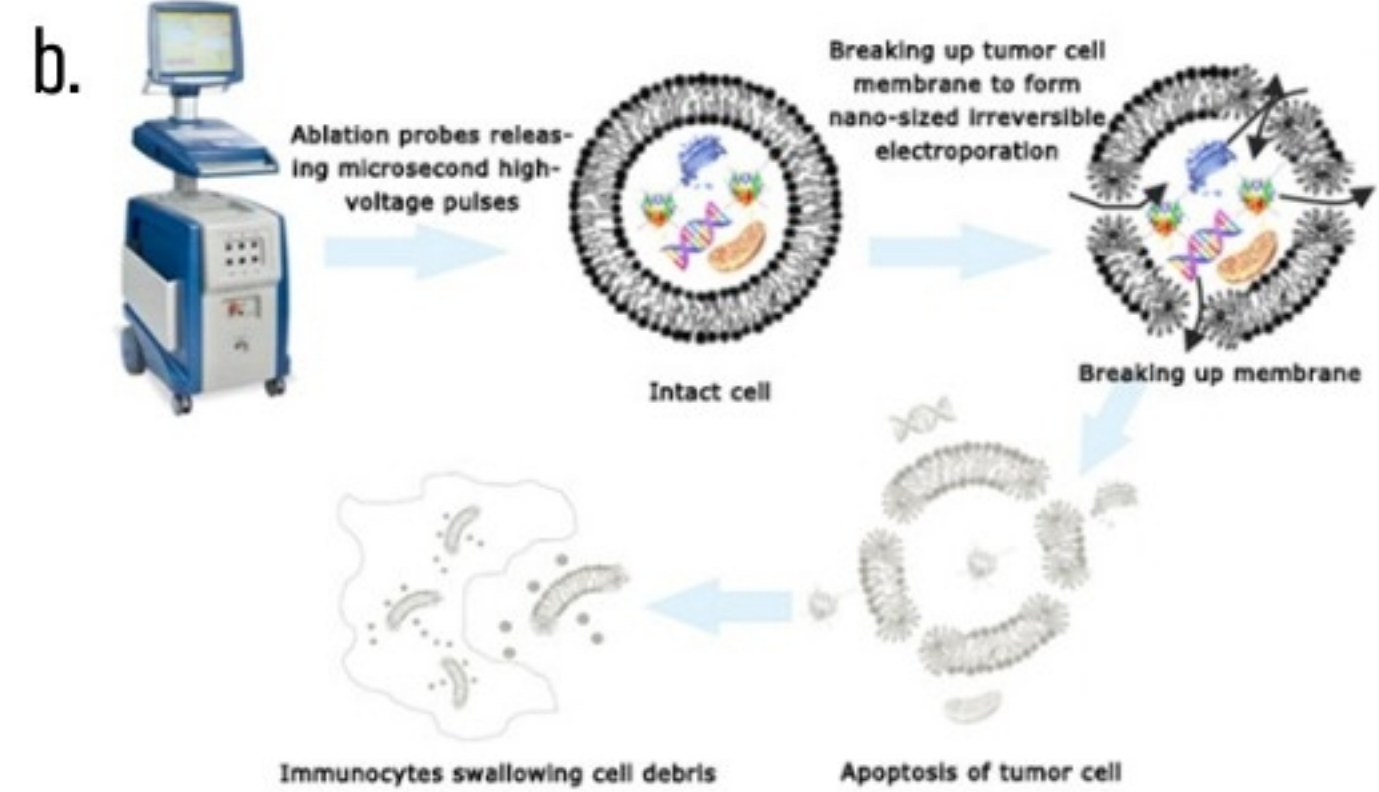 b.
Ablation probes releas-
ing microsecond high-
voltage pulses
Breaking up tumor cell
membrane to form
nano-sized irreversible
electroporation
Intact cell
Breaking up membrane
Immunocytes swallowing cell debris
Apoptosis of tumor cell